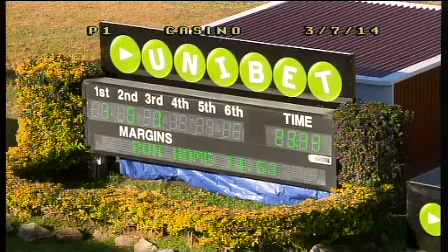 P1 CASINO 3/7/14
UNIBET
1st 2nd 3rd 4th 5th 6th
TIME
MARGINS